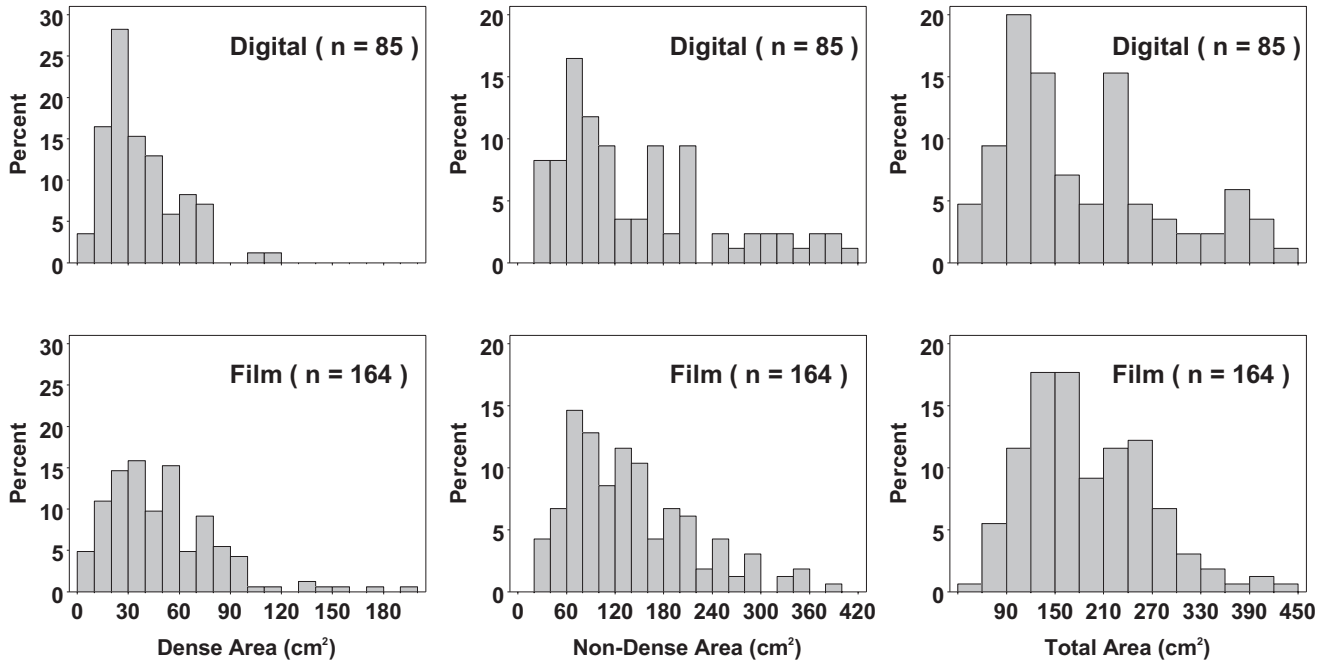 Digital ( n = 85 )
Percent
30
25
20
15
10
5
0
Digital ( n = 85 )
Percent
20
15
10
5
0
Digital ( n = 85 )
Percent
20
15
10
5
0
Film ( n = 164 )
Percent
30
25
20
15
10
5
0
0 30 60 90 120 150 180
Dense Area (cm²)
Film ( n = 164 )
Percent
20
15
10
5
0
0 60 120 180 240 300 360 420
Non-Dense Area (cm²)
Film ( n = 164 )
Percent
20
15
10
5
0
90 150 210 270 330 390 450
Total Area (cm²)